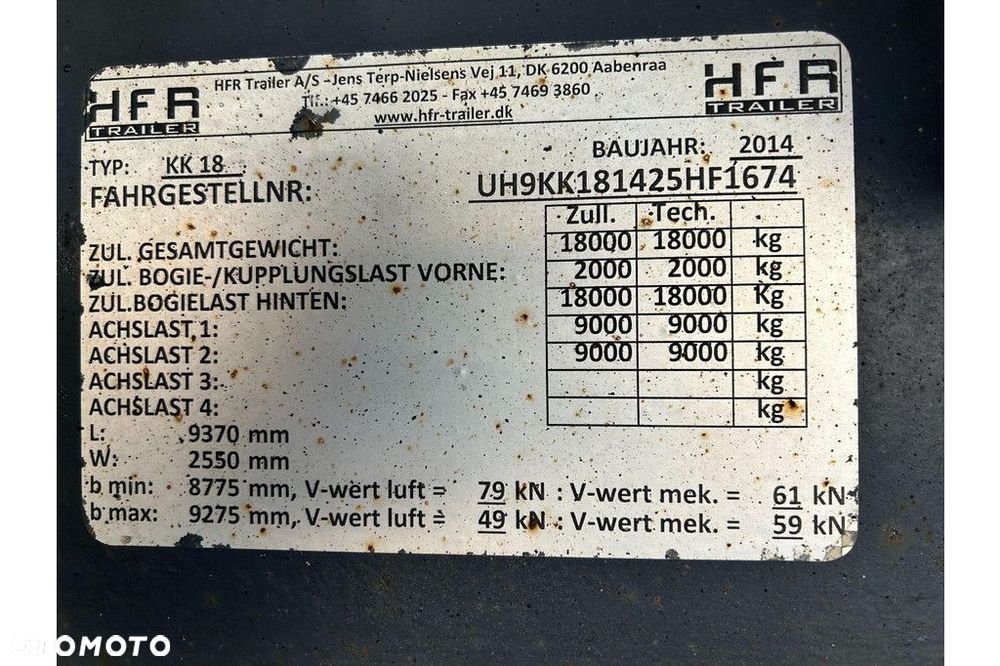 HFR TRAILER
HFR Trailer A/S –Jens Terp-Nielsens Vej 11, DK-6200 Aabenraa
Tlf.: +45 7466 2025 - Fax +45 7469 3860
www.hfr-trailer.dk
HFR TRAILER
TYP: KK 18 BAUJAHR: 2014
FAHRGESTELLNR: UH9KK181425HF1674
Zull. Tech.
ZUL. GESAMTGEWICHT: 18000 18000 kg
ZUL. BOGIE-/KUPPLUNGSLAST VORNE: 2000 2000 kg
ZUL.BOGIELAST HINTEN: 18000 18000 Kg
ACHSLAST 1: 9000 9000 kg
ACHSLAST 2: 9000 9000 kg
ACHSLAST 3: kg
ACHSLAST 4: kg
L: 9370 mm
W: 2550 mm
b min: 8775 mm, V-wert luft = 79 kN : V-wert mek. = 61 kN
b max: 9275 mm, V-wert luft = 49 kN : V-wert mek. = 59 kN
OTOMOTO